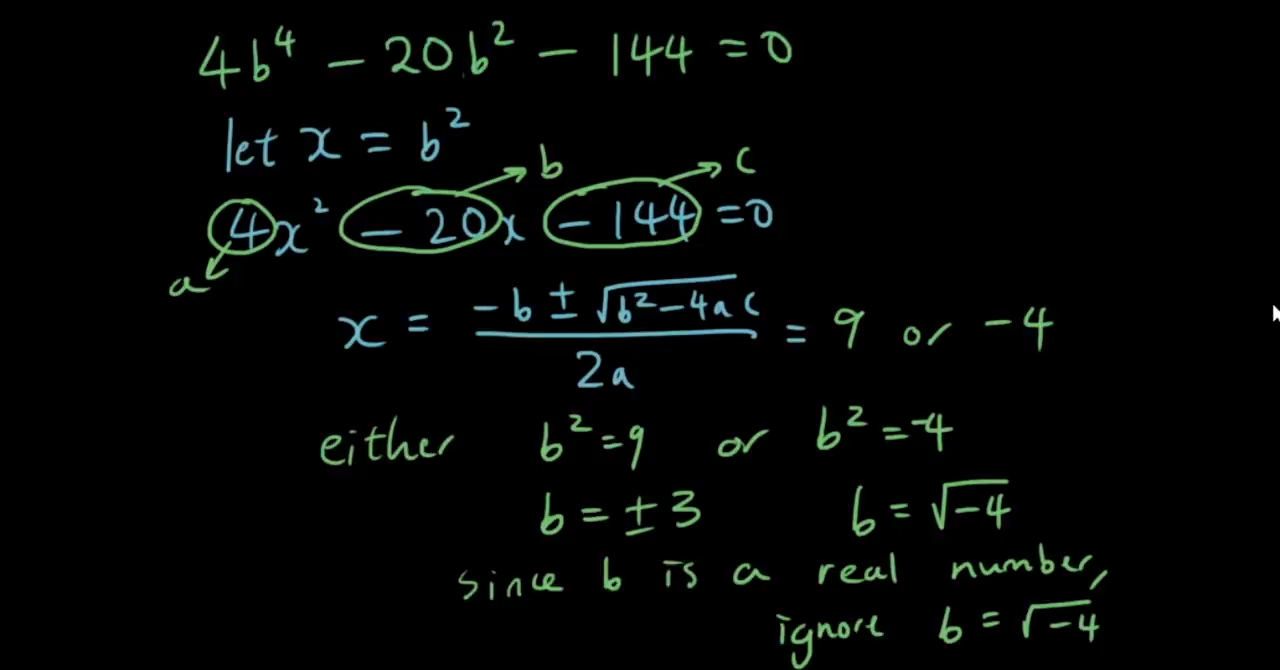 4b⁴ − 20b² − 144 = 0
let x = b²
b c
4x² − 20x − 144 = 0
a
x = (−b ± √(b² − 4ac)) / 2a = 9 or −4
either b² = 9 or b² = −4
b = ± 3 b = √−4
since b is a real number,
ignore b = √−4